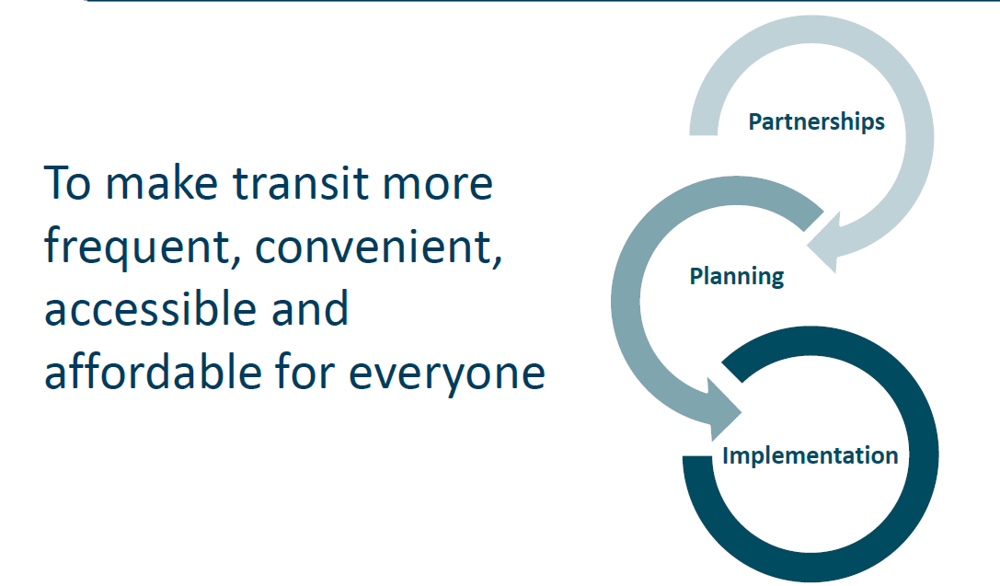 To make transit more
frequent, convenient,
accessible and
affordable for everyone
Partnerships
Planning
Implementation